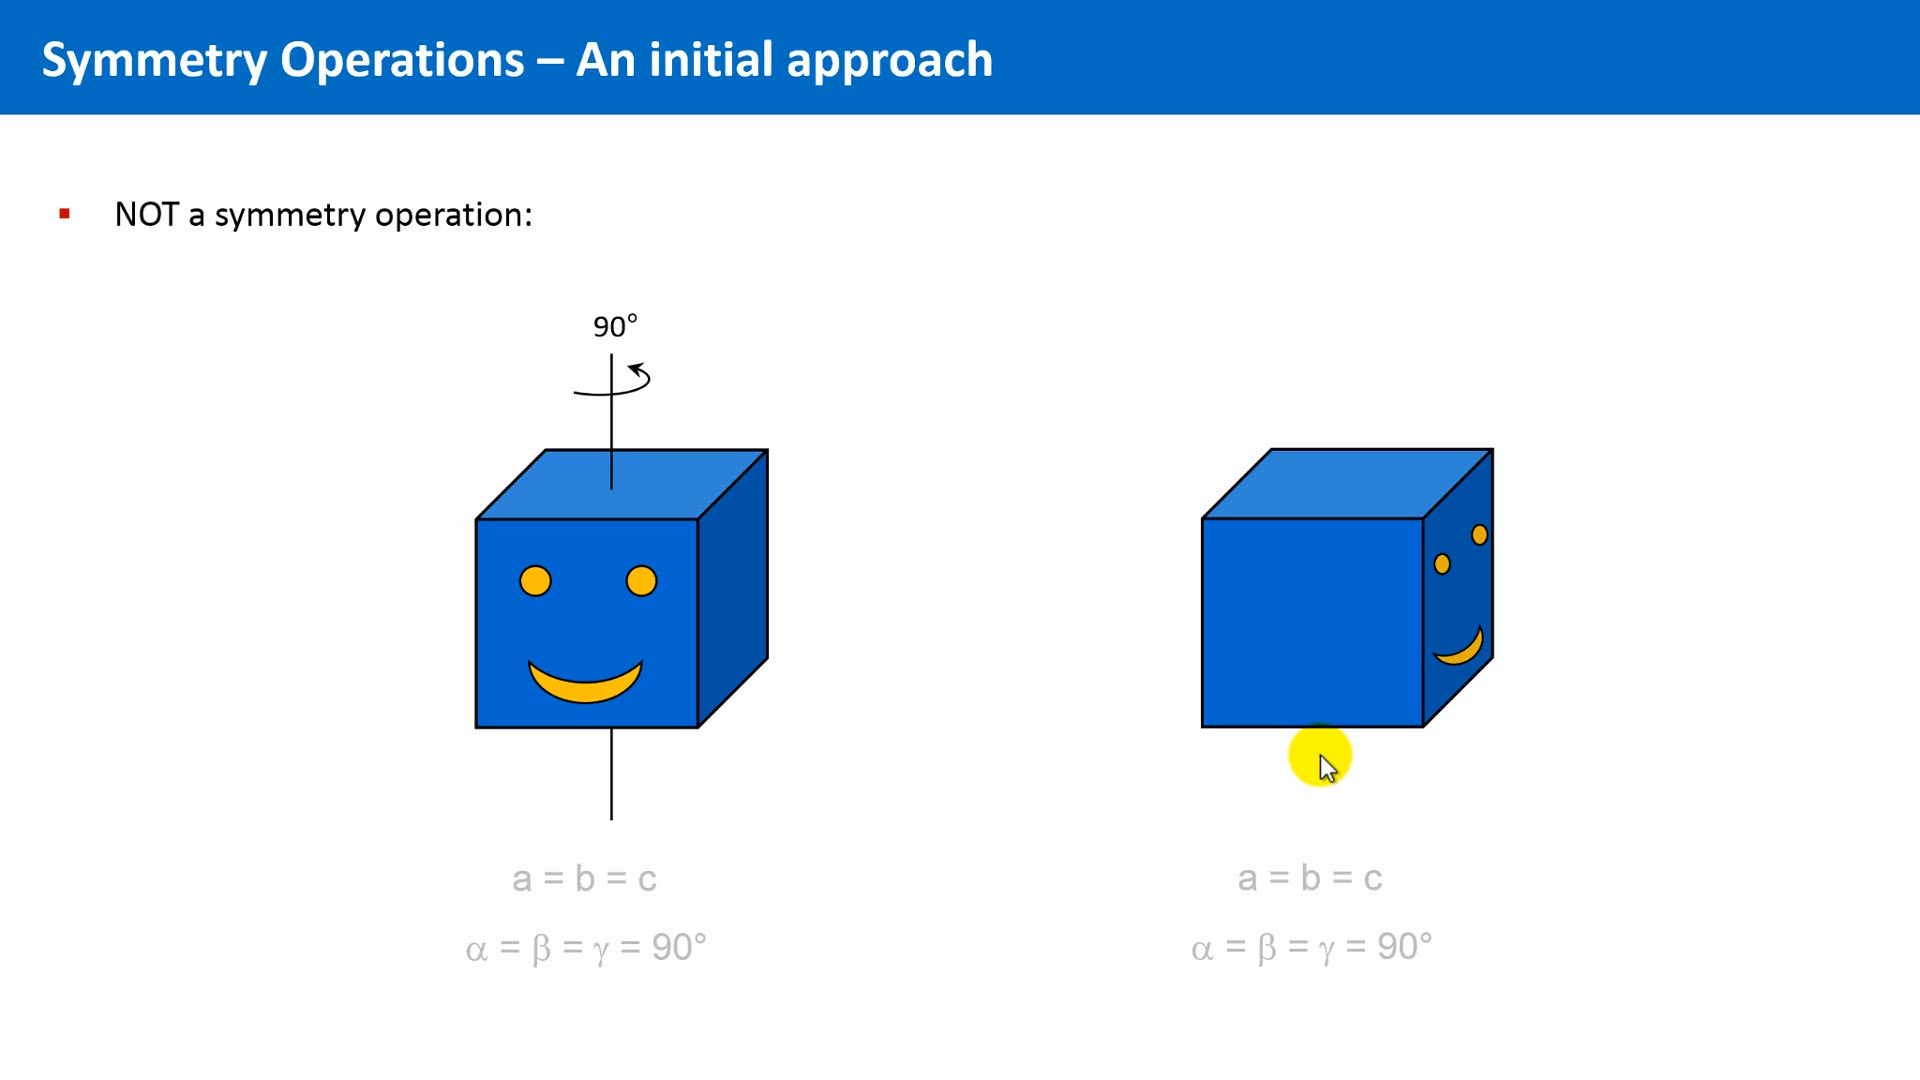 Symmetry Operations – An initial approach
NOT a symmetry operation:
90°
a = b = c
α = β = γ = 90°
a = b = c
α = β = γ = 90°